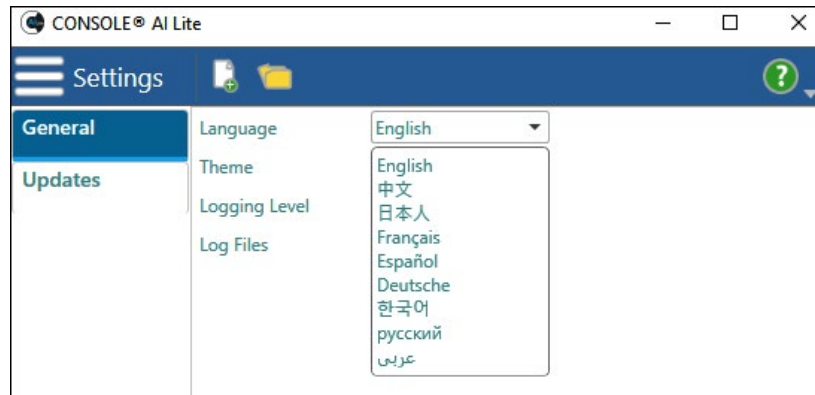 CONSOLE® AI Lite
Settings
?
General
Updates
Language
English
Theme
Logging Level
Log Files
English
中文
日本人
Français
Español
Deutsche
한국어
русский
عربى